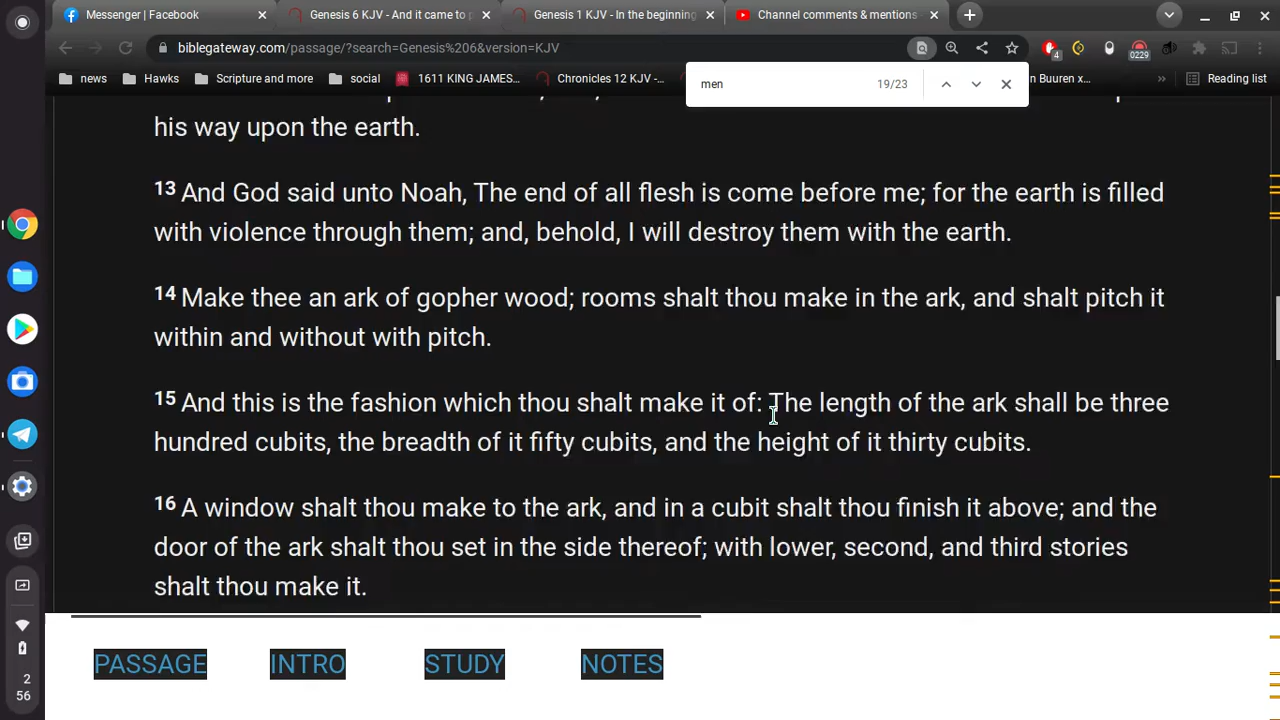 Messenger | Facebook
Genesis 6 KJV - And it came to p
Genesis 1 KJV - In the beginning
Channel comments & mentions -
biblegateway.com/passage/?search=Genesis%206&version=KJV
4
0229
news
Hawks
Scripture and more
social
1611 KING JAMES...
Chronicles 12 KJV -...
n Buuren x...
»
Reading list
men
19/23
his way upon the earth.
13 And God said unto Noah, The end of all flesh is come before me; for the earth is filled
with violence through them; and, behold, I will destroy them with the earth.
14 Make thee an ark of gopher wood; rooms shalt thou make in the ark, and shalt pitch it
within and without with pitch.
15 And this is the fashion which thou shalt make it of: The length of the ark shall be three
hundred cubits, the breadth of it fifty cubits, and the height of it thirty cubits.
16 A window shalt thou make to the ark, and in a cubit shalt thou finish it above; and the
door of the ark shalt thou set in the side thereof; with lower, second, and third stories
shalt thou make it.
PASSAGE
INTRO
STUDY
NOTES
2
56